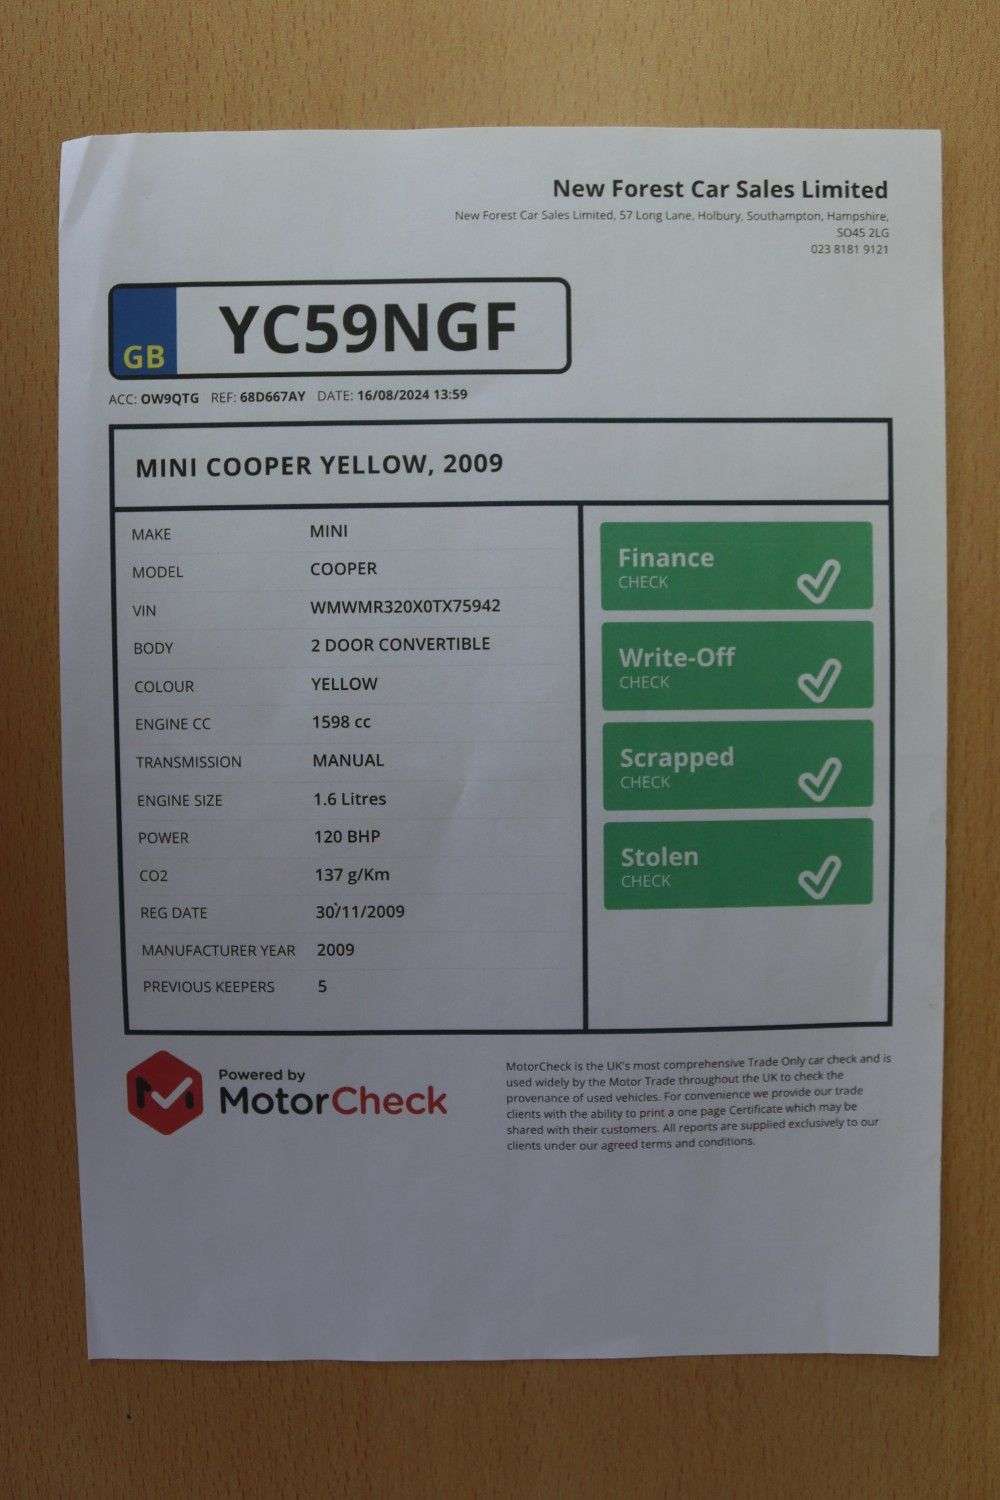 New Forest Car Sales Limited
New Forest Car Sales Limited, 57 Long Lane, Holbury, Southampton, Hampshire,
SO45 2LG
023 8181 9121
GB YC59NGF
ACC: OW9QTG REF: 68D667AY DATE: 16/08/2024 13:59
MINI COOPER YELLOW, 2009
MAKE MINI
MODEL COOPER
VIN WMWMR320X0TX75942
BODY 2 DOOR CONVERTIBLE
COLOUR YELLOW
ENGINE CC 1598 cc
TRANSMISSION MANUAL
ENGINE SIZE 1.6 Litres
POWER 120 BHP
CO2 137 g/Km
REG DATE 30/11/2009
MANUFACTURER YEAR 2009
PREVIOUS KEEPERS 5
Finance
CHECK
Write-Off
CHECK
Scrapped
CHECK
Stolen
CHECK
Powered by
MotorCheck
MotorCheck is the UK's most comprehensive Trade Only car check and is
used widely by the Motor Trade throughout the UK to check the
provenance of used vehicles. For convenience we provide our trade
clients with the ability to print a one page Certificate which may be
shared with their customers. All reports are supplied exclusively to our
clients under our agreed terms and conditions.